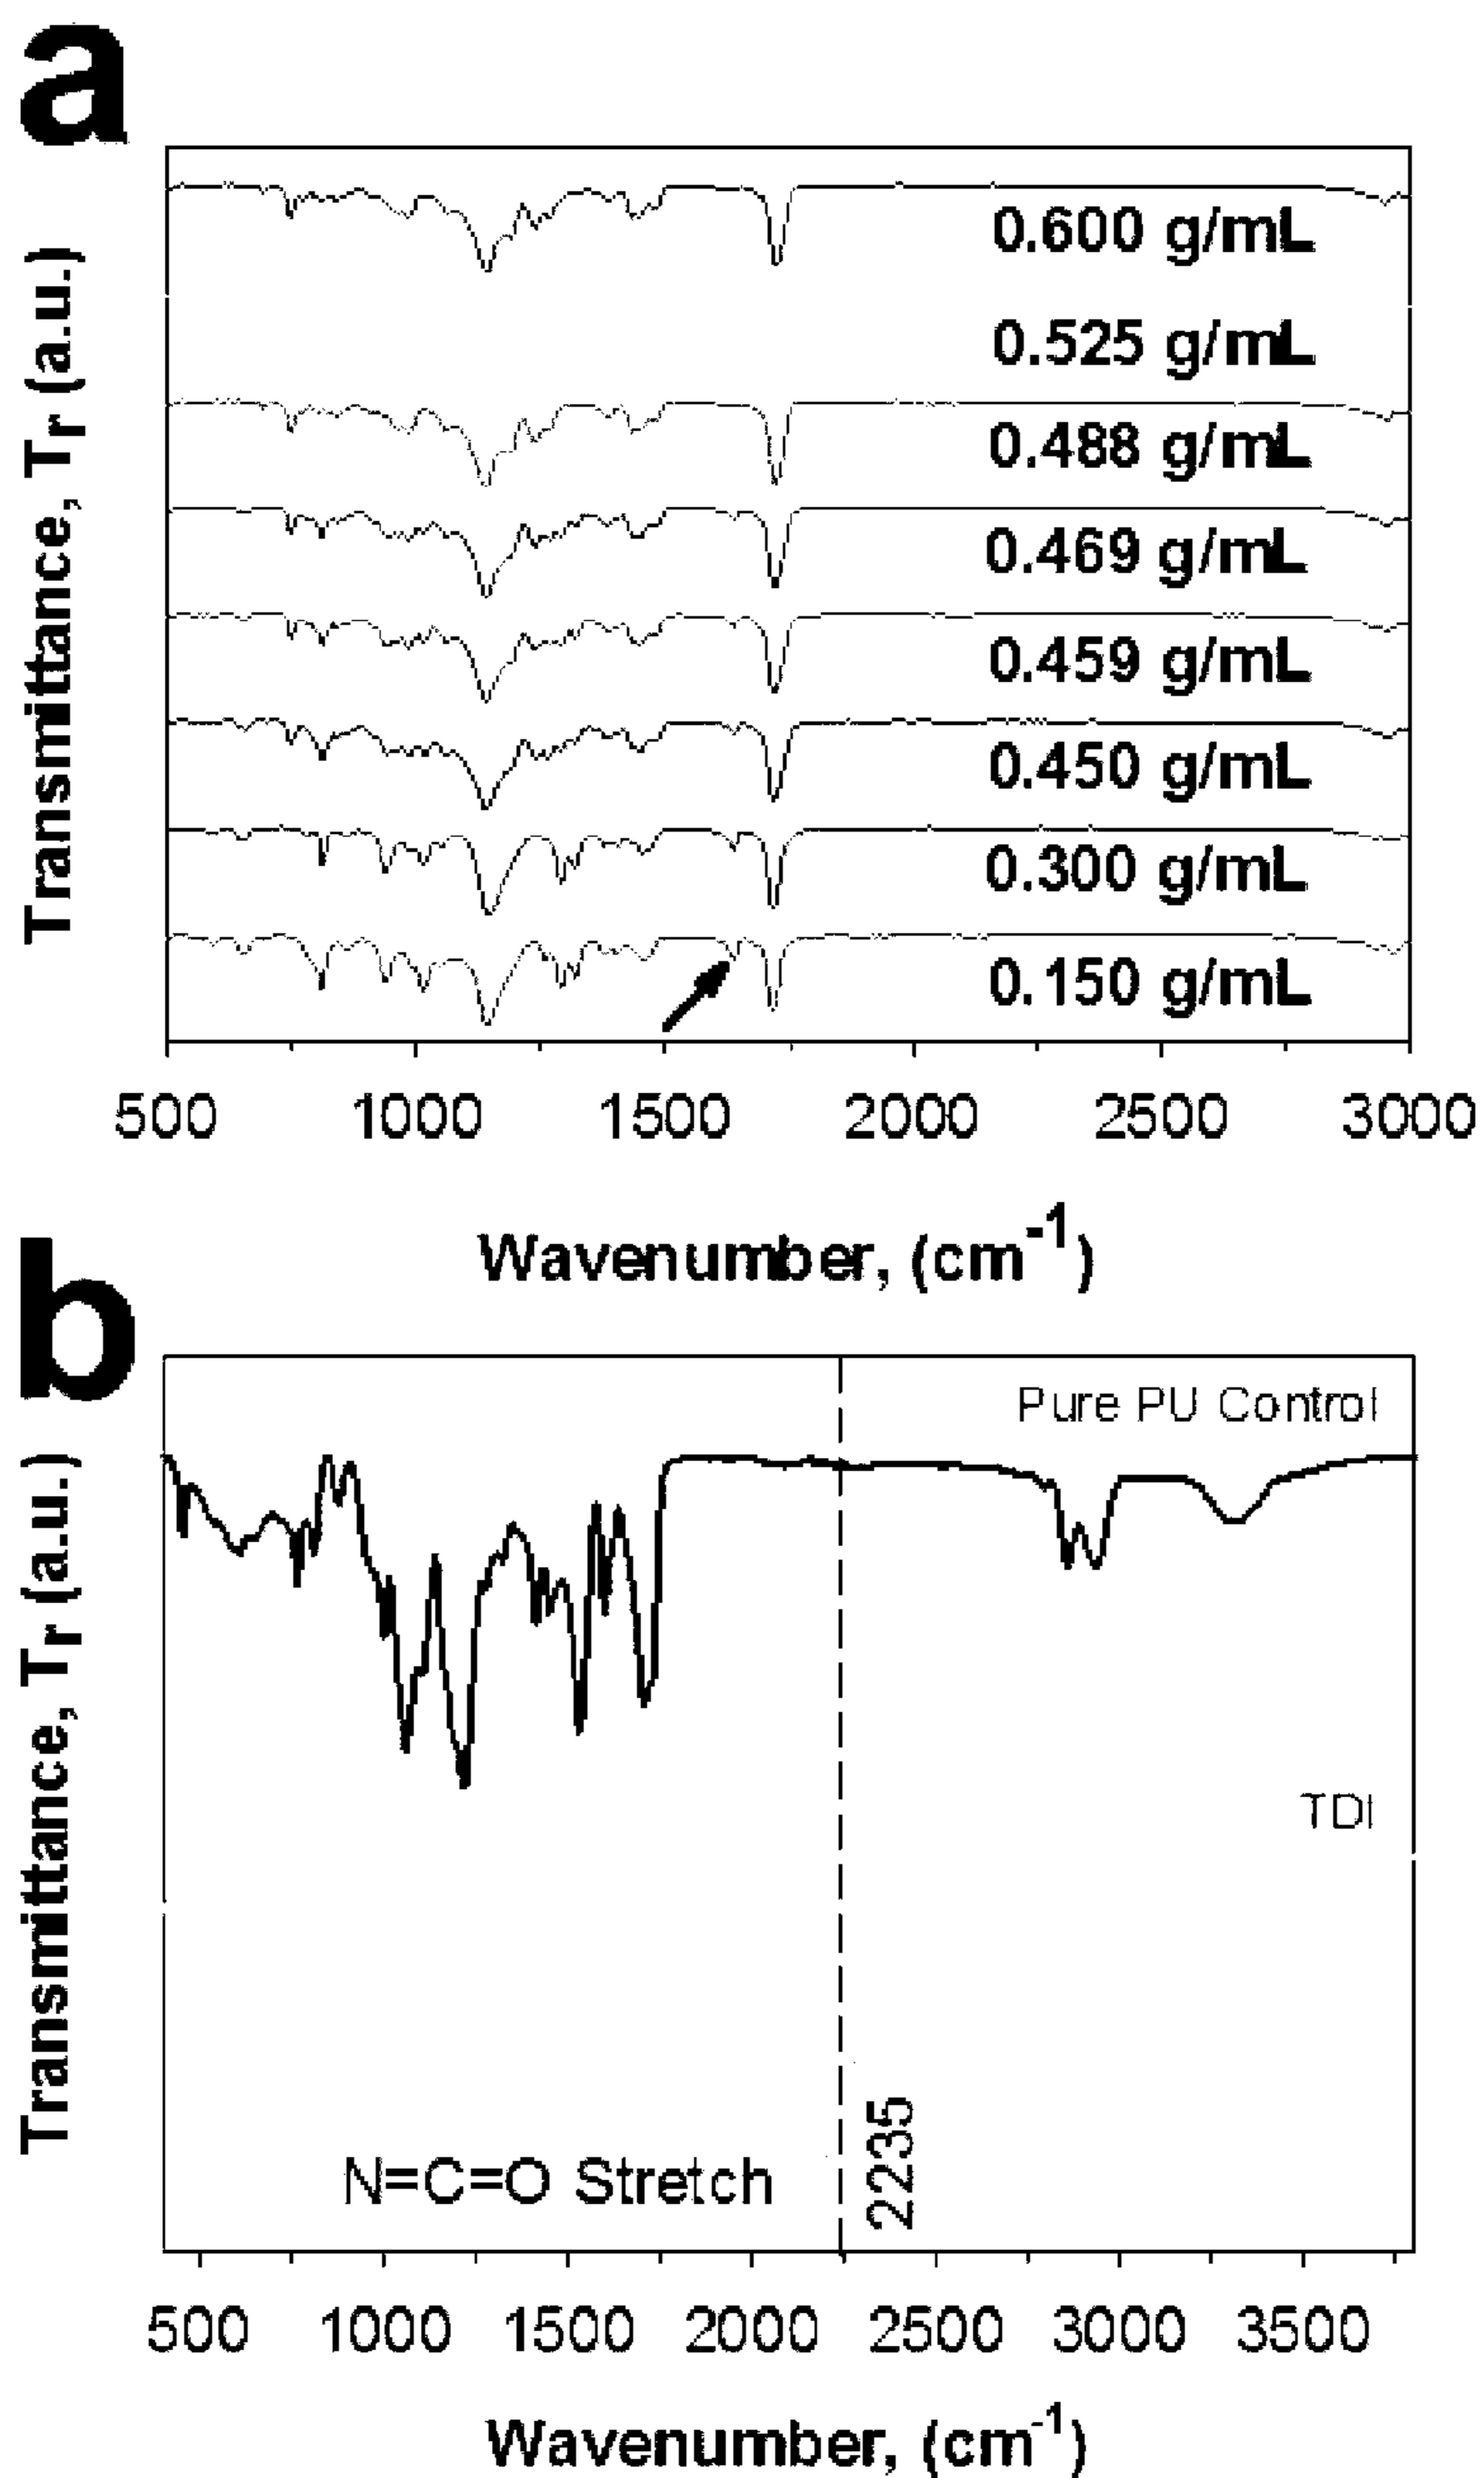 a
Transmittance, Tr (a.u.)
0.600 g/mL
0.525 g/mL
0.488 g/mL
0.469 g/mL
0.459 g/mL
0.450 g/mL
0.300 g/mL
0.150 g/mL
500 1000 1500 2000 2500 3000
Wavenumber, (cm-1)
b
Transmittance, Tr (a.u.)
Pure PU Control
TDI
N=C=O Stretch
2235
500 1000 1500 2000 2500 3000 3500
Wavenumber, (cm-1)